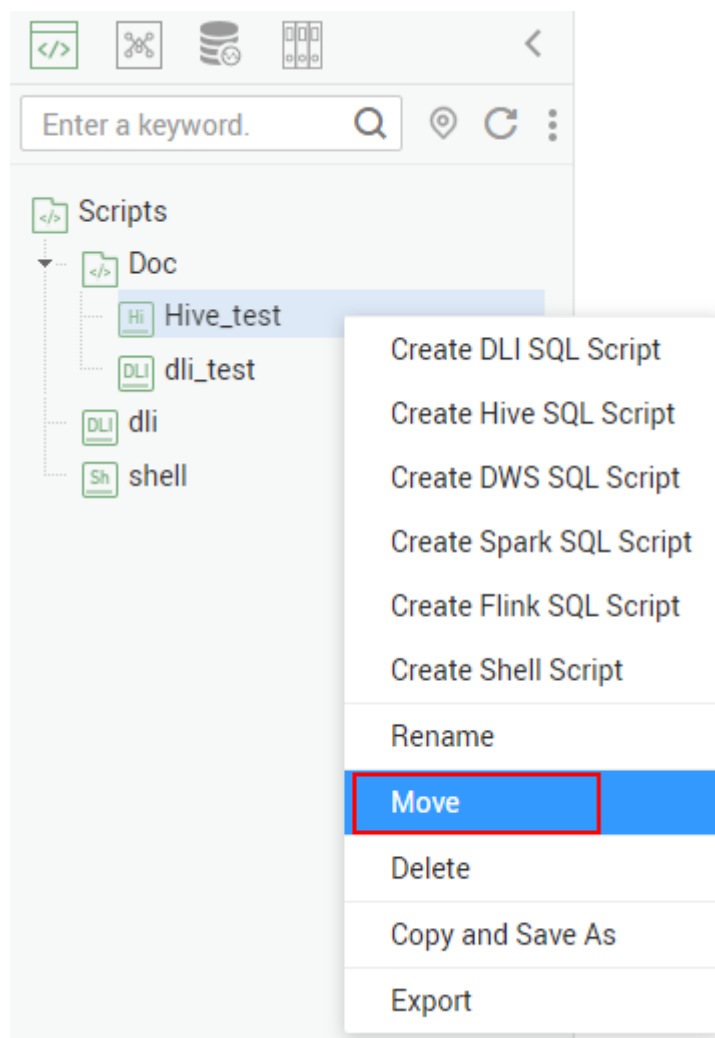 </>
Enter a keyword.
</> Scripts
</> Doc
Hi Hive_test
DLI dli_test
DLI dli
Sh shell
Create DLI SQL Script
Create Hive SQL Script
Create DWS SQL Script
Create Spark SQL Script
Create Flink SQL Script
Create Shell Script
Rename
Move
Delete
Copy and Save As
Export